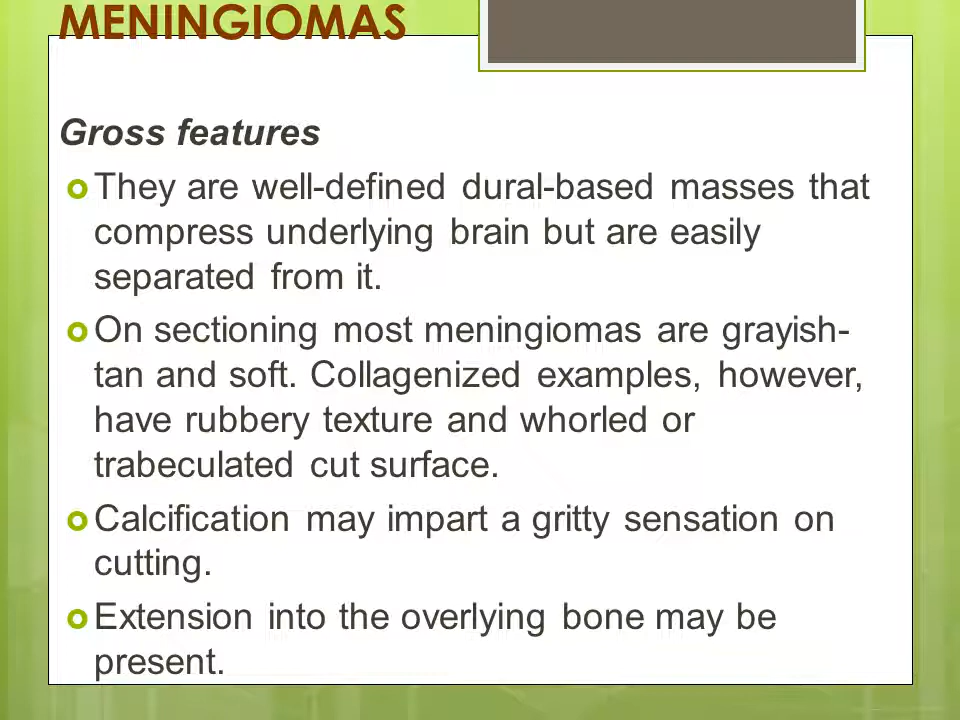 MENINGIOMAS
Gross features
They are well-defined dural-based masses that
compress underlying brain but are easily
separated from it.
On sectioning most meningiomas are grayish-
tan and soft. Collagenized examples, however,
have rubbery texture and whorled or
trabeculated cut surface.
Calcification may impart a gritty sensation on
cutting.
Extension into the overlying bone may be
present.